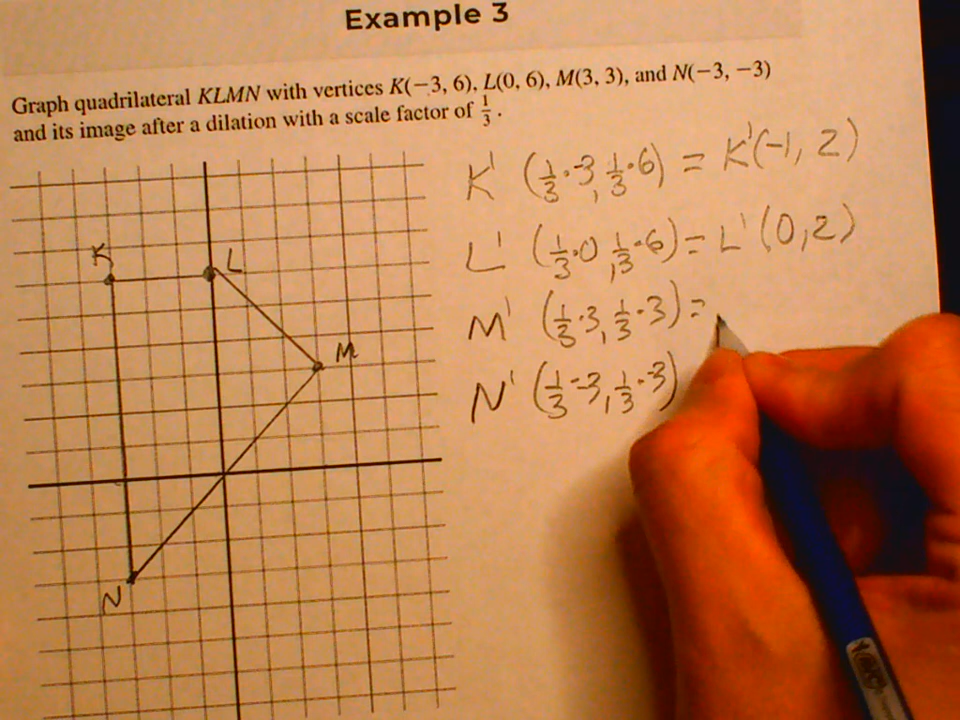 Example 3
Graph quadrilateral KLMN with vertices K(−3, 6), L(0, 6), M(3, 3), and N(−3, −3)
and its image after a dilation with a scale factor of 1/3.
K' (1/3·-3, 1/3·6) = K'(-1, 2)
L' (1/3·0, 1/3·6) = L'(0,2)
M' (1/3·3, 1/3·3) =
N' (1/3·-3, 1/3·-3)
K
L
M
N
BIC